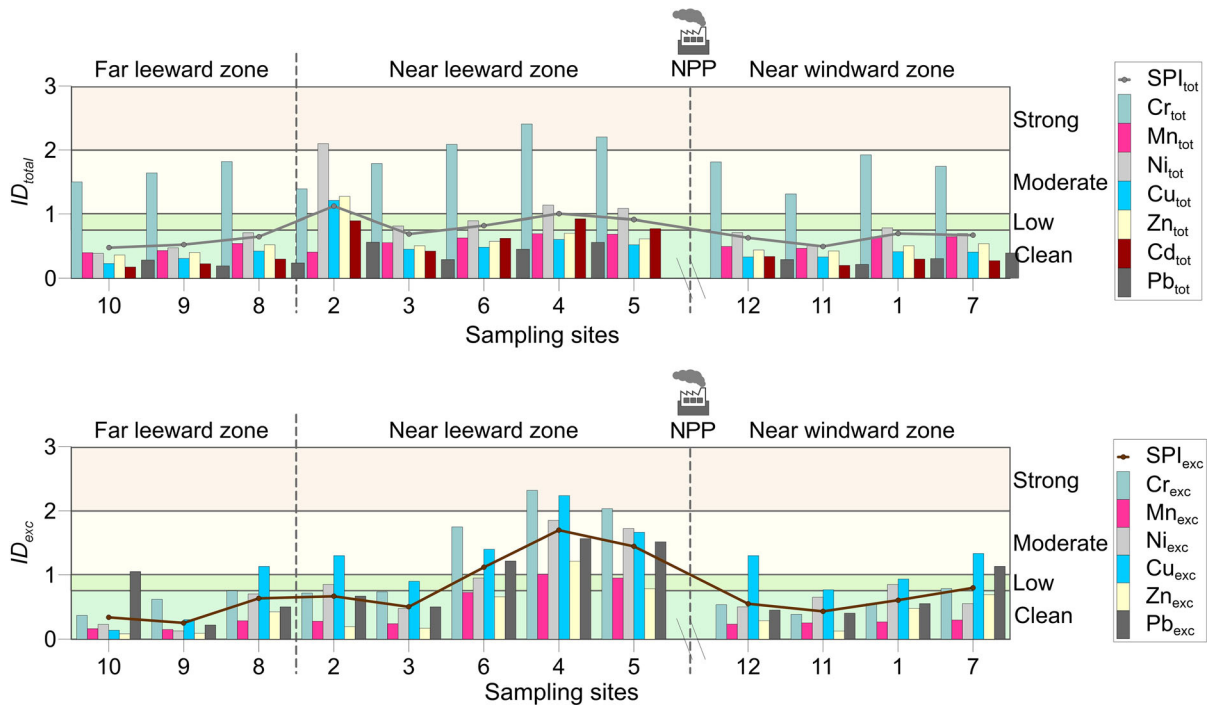 NPP
Far leeward zone Near leeward zone Near windward zone
3
2
1
0
ID_total
Strong
Moderate
Low
Clean
10 9 8 2 3 6 4 5 12 11 1 7
Sampling sites
SPI_tot
Cr_tot
Mn_tot
Ni_tot
Cu_tot
Zn_tot
Cd_tot
Pb_tot
NPP
Far leeward zone Near leeward zone Near windward zone
3
2
1
0
ID_exc
Strong
Moderate
Low
Clean
10 9 8 2 3 6 4 5 12 11 1 7
Sampling sites
SPI_exc
Cr_exc
Mn_exc
Ni_exc
Cu_exc
Zn_exc
Pb_exc